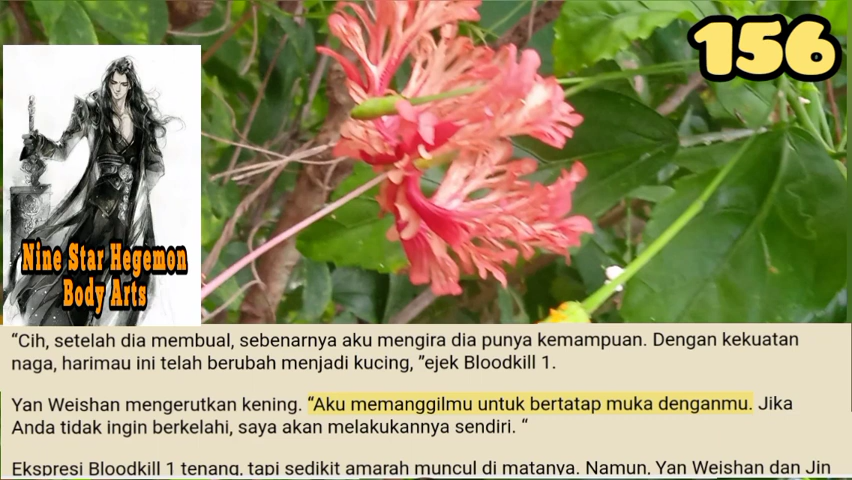 156
Nine Star Hegemon
Body Arts
“Cih, setelah dia membual, sebenarnya aku mengira dia punya kemampuan. Dengan kekuatan
naga, harimau ini telah berubah menjadi kucing, ”ejek Bloodkill 1.
Yan Weishan mengerutkan kening. “Aku memanggilmu untuk bertatap muka denganmu. Jika
Anda tidak ingin berkelahi, saya akan melakukannya sendiri. “
Ekspresi Bloodkill 1 tenang, tapi sedikit amarah muncul di matanya. Namun, Yan Weishan dan Jin